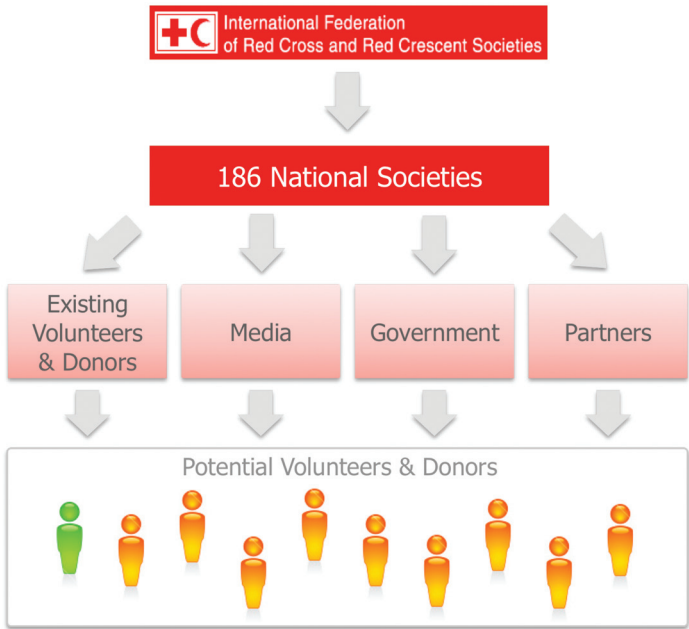 International Federation
of Red Cross and Red Crescent Societies
186 National Societies
Existing
Volunteers
& Donors
Media
Government
Partners
Potential Volunteers & Donors